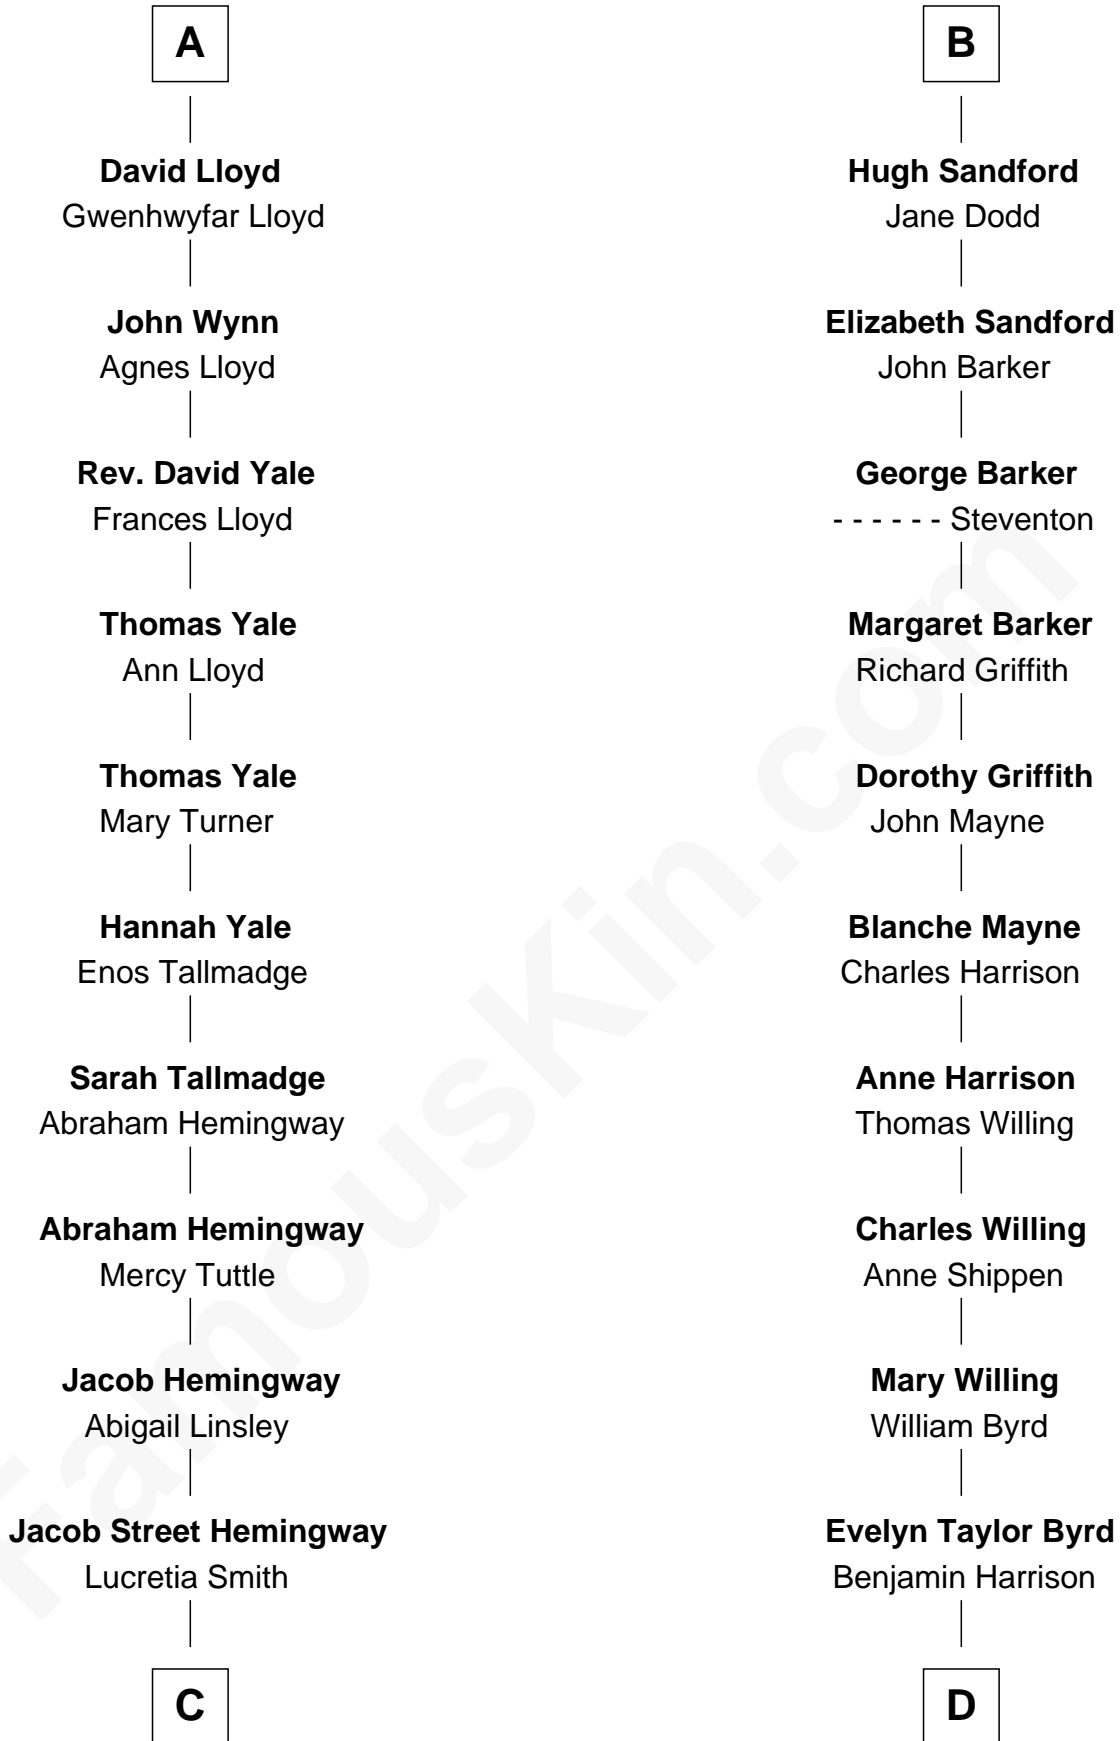 A
David Lloyd
Gwenhwyfar Lloyd
John Wynn
Agnes Lloyd
Rev. David Yale
Frances Lloyd
Thomas Yale
Ann Lloyd
Thomas Yale
Mary Turner
Hannah Yale
Enos Tallmadge
Sarah Tallmadge
Abraham Hemingway
Abraham Hemingway
Mercy Tuttle
Jacob Hemingway
Abigail Linsley
Jacob Street Hemingway
Lucretia Smith
C
B
Hugh Sandford
Jane Dodd
Elizabeth Sandford
John Barker
George Barker
- - - - - - Steventon
Margaret Barker
Richard Griffith
Dorothy Griffith
John Mayne
Blanche Mayne
Charles Harrison
Anne Harrison
Thomas Willing
Charles Willing
Anne Shippen
Mary Willing
William Byrd
Evelyn Taylor Byrd
Benjamin Harrison
D
FamousKin.com